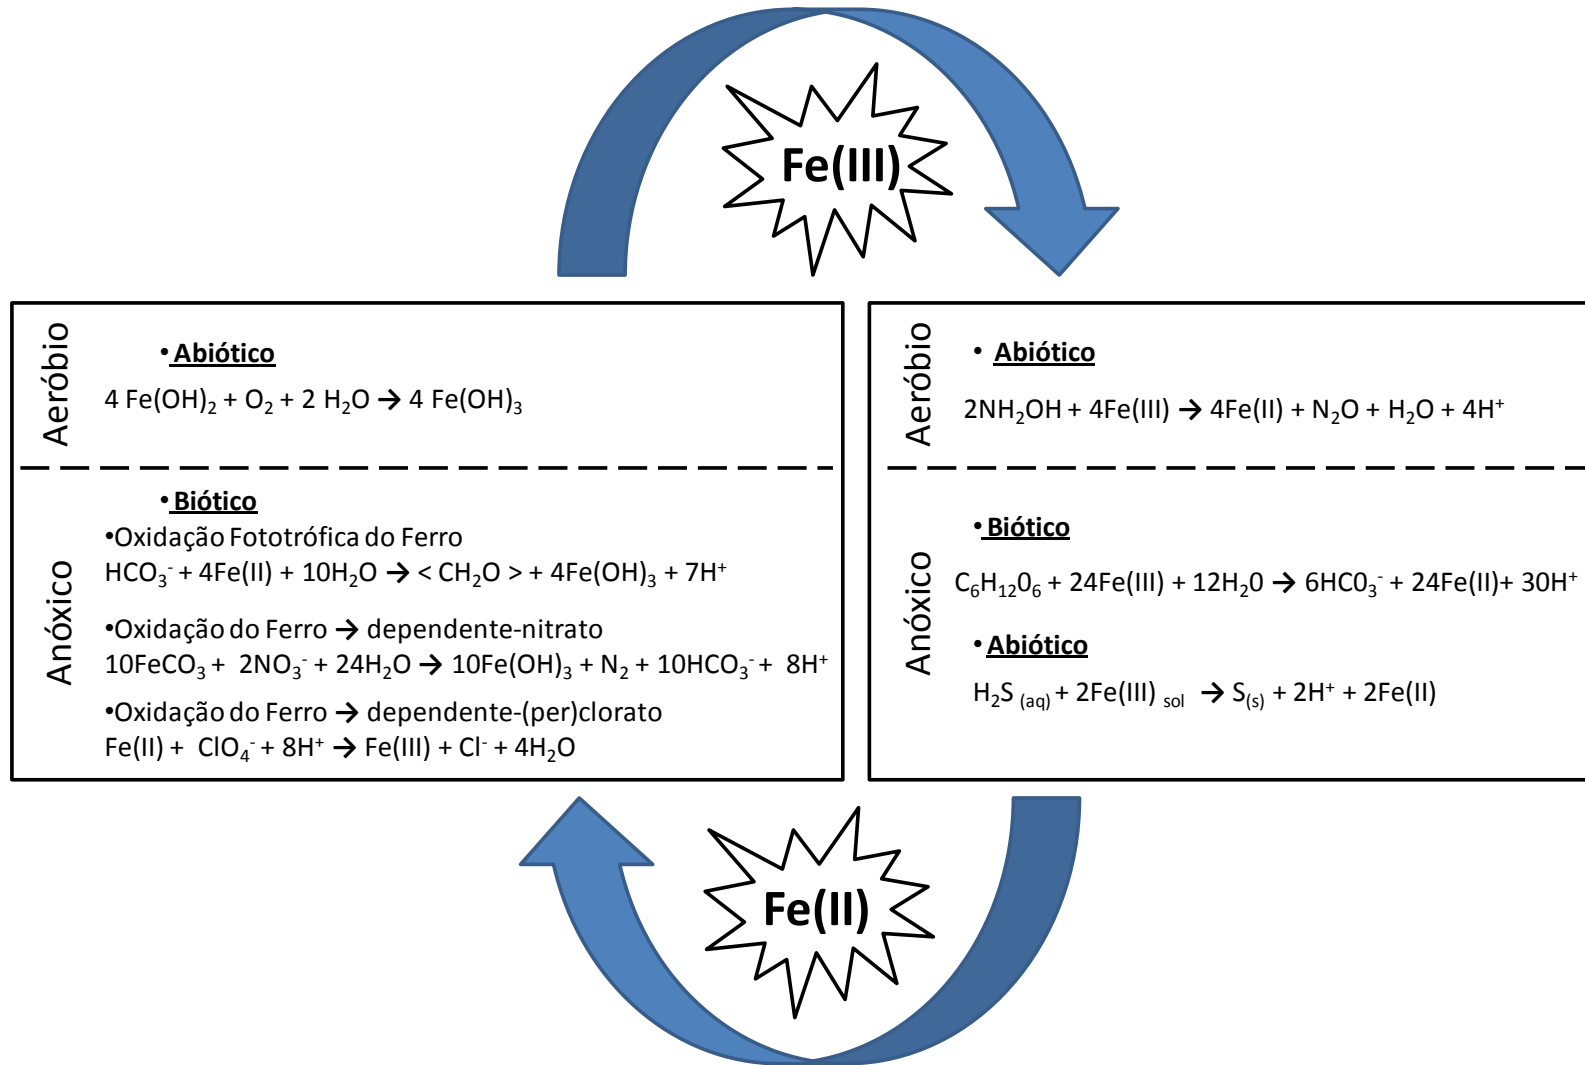 Fe(III)
Aeróbio
• Abiótico
4 Fe(OH)₂ + O₂ + 2 H₂O → 4 Fe(OH)₃
Anóxico
• Biótico
•Oxidação Fototrófica do Ferro
HCO₃⁻ + 4Fe(II) + 10H₂O → < CH₂O > + 4Fe(OH)₃ + 7H⁺
•Oxidação do Ferro → dependente-nitrato
10FeCO₃ + 2NO₃⁻ + 24H₂O → 10Fe(OH)₃ + N₂ + 10HCO₃⁻ + 8H⁺
•Oxidação do Ferro → dependente-(per)clorato
Fe(II) + ClO₄⁻ + 8H⁺ → Fe(III) + Cl⁻ + 4H₂O
Aeróbio
• Abiótico
2NH₂OH + 4Fe(III) → 4Fe(II) + N₂O + H₂O + 4H⁺
Anóxico
• Biótico
C₆H₁₂0₆ + 24Fe(III) + 12H₂0 → 6HC0₃⁻ + 24Fe(II)+ 30H⁺
• Abiótico
H₂S (aq) + 2Fe(III) sol → S(s) + 2H⁺ + 2Fe(II)
Fe(II)